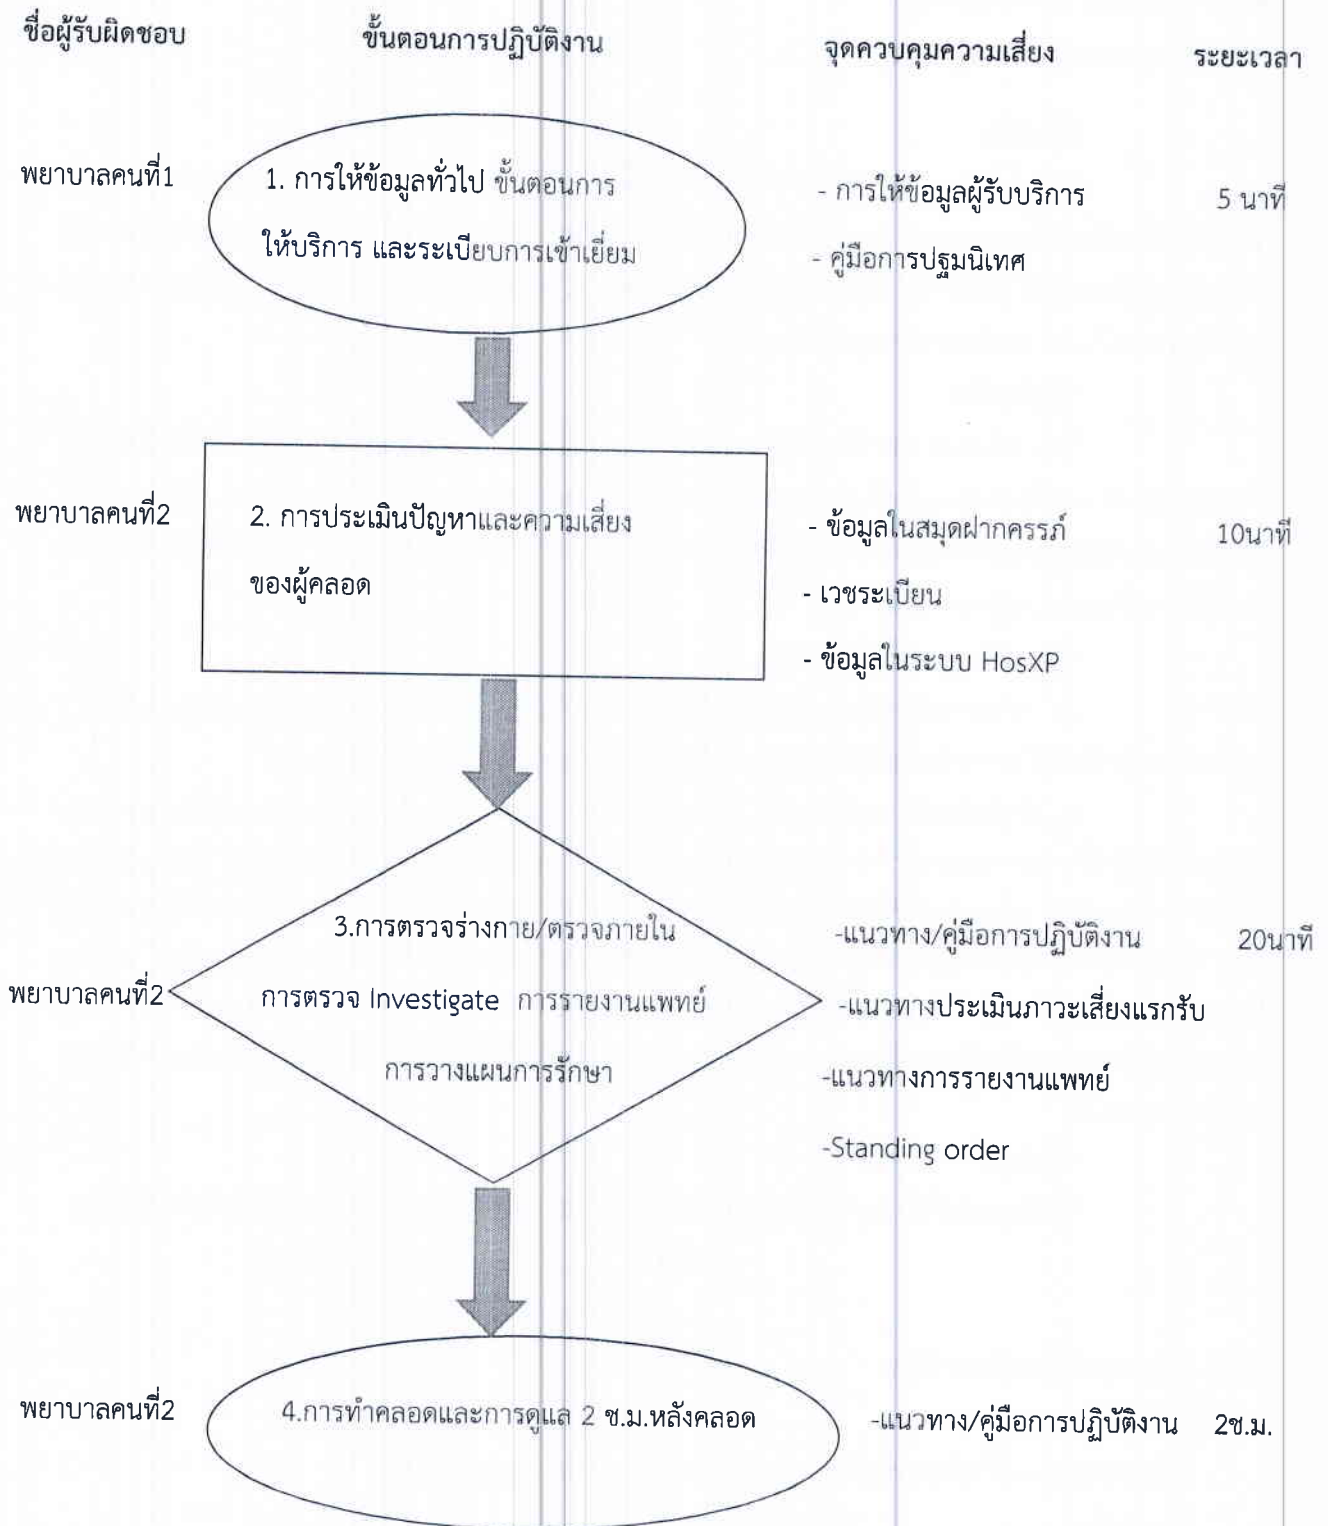 ชื่อผู้รับผิดชอบ ขั้นตอนการปฏิบัติงาน จุดควบคุมความเสี่ยง ระยะเวลา
พยาบาลคนที่1 1. การให้ข้อมูลทั่วไป ขั้นตอนการ - การให้ข้อมูลผู้รับบริการ 5 นาที
ให้บริการ และระเบียบการเข้าเยี่ยม - คู่มือการปฐมนิเทศ
พยาบาลคนที่2 2. การประเมินปัญหาและความเสี่ยง - ข้อมูลในสมุดฝากครรภ์ 10นาที
ของผู้คลอด - เวชระเบียน
- ข้อมูลในระบบ HosXP
3.การตรวจร่างกาย/ตรวจภายใน -แนวทาง/คู่มือการปฏิบัติงาน 20นาที
พยาบาลคนที่2 การตรวจ Investigate การรายงานแพทย์ -แนวทางประเมินภาวะเสี่ยงแรกรับ
การวางแผนการรักษา -แนวทางการรายงานแพทย์
-Standing order
พยาบาลคนที่2 4.การทำคลอดและการดูแล 2 ช.ม.หลังคลอด -แนวทาง/คู่มือการปฏิบัติงาน 2ช.ม.